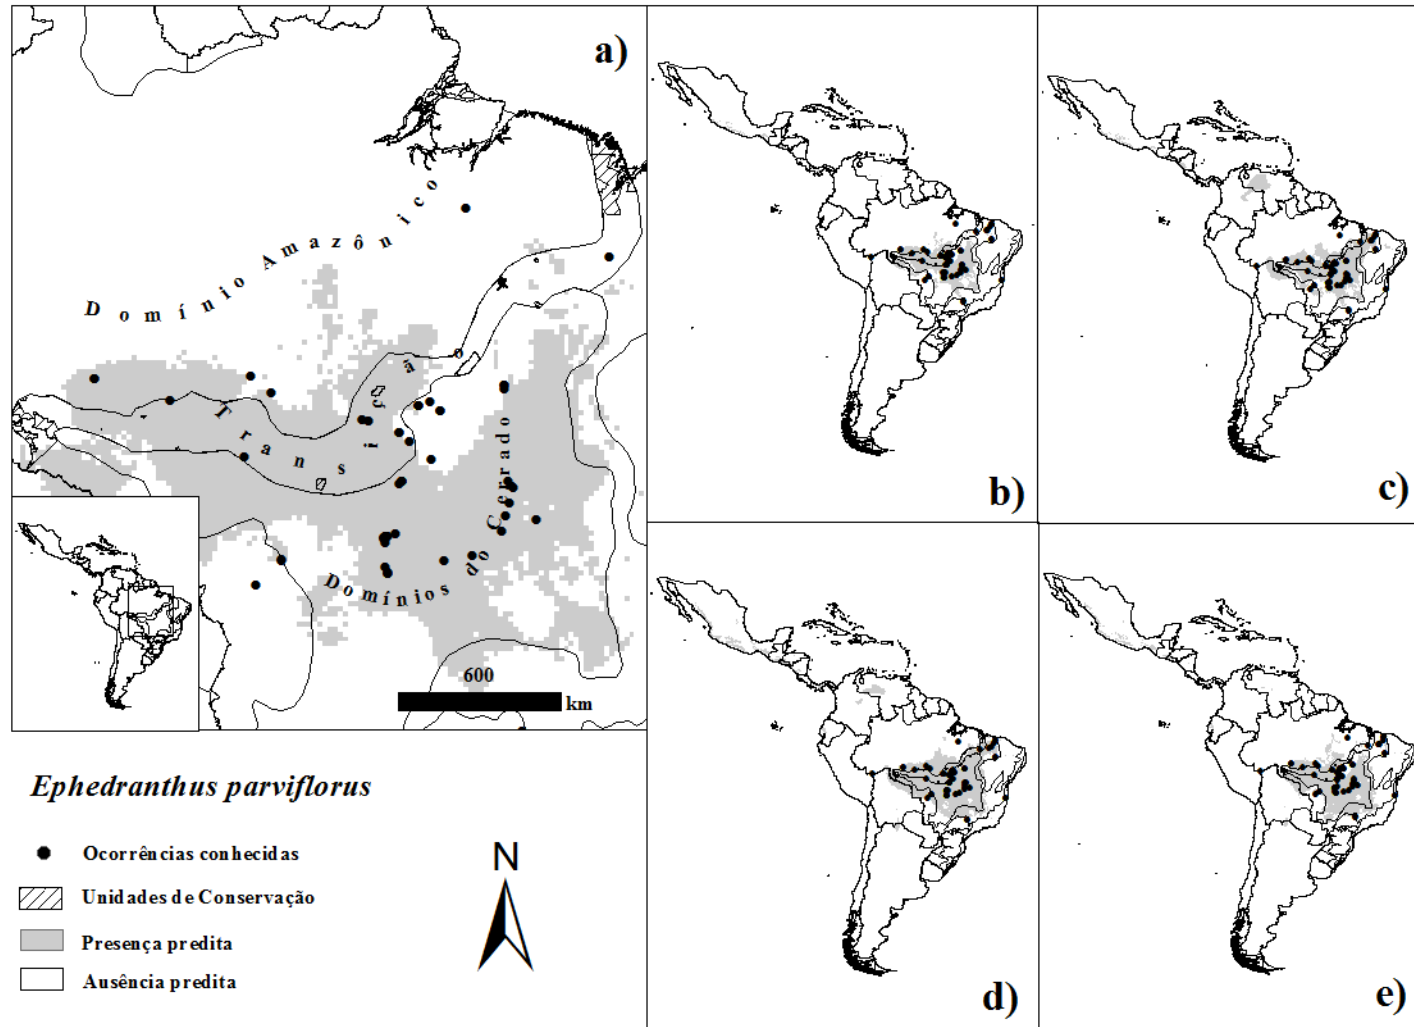 a)
b)
c)
Domínio Amazônico
Transição
Domínios do Cerrado
600
km
d)
e)
Ephedranthus parviflorus
Ocorrências conhecidas
Unidades de Conservação
Presença predita
Ausência predita
N